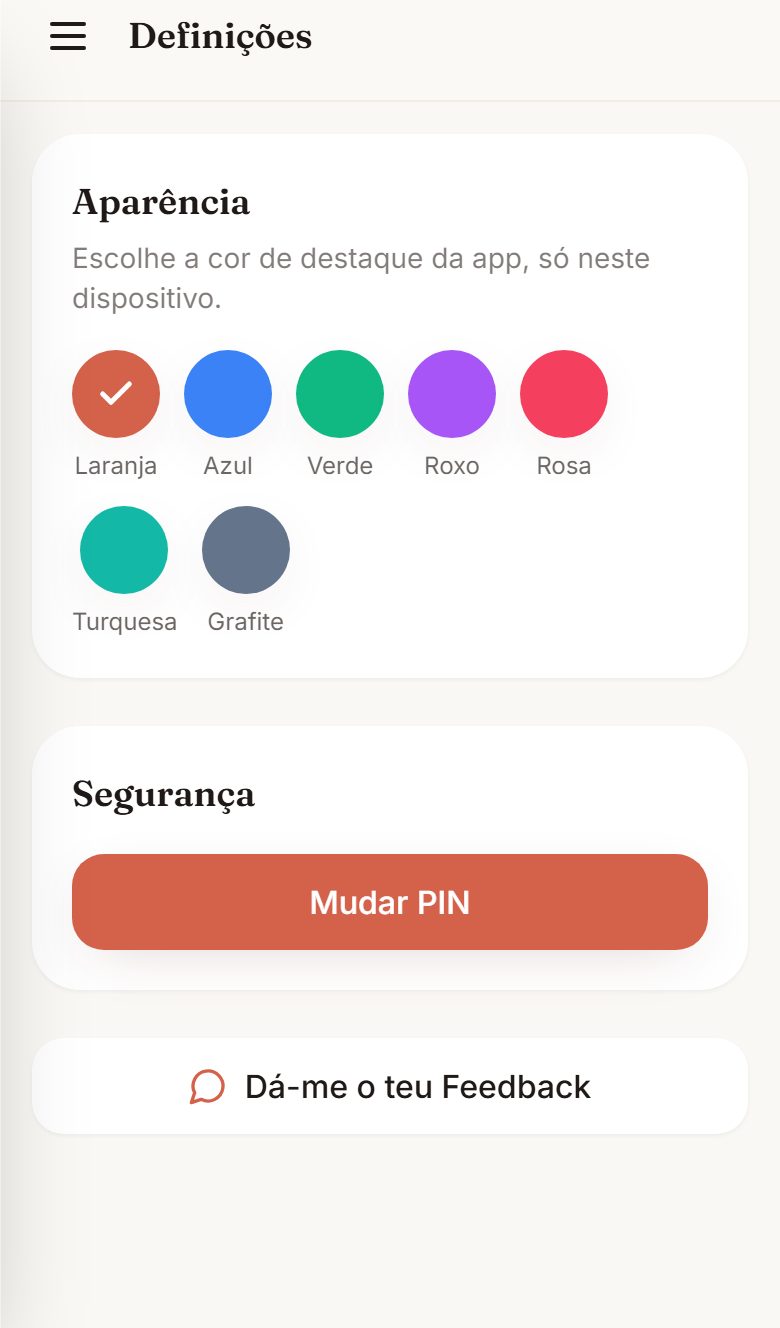 Definições
Aparência
Escolhe a cor de destaque da app, só neste
dispositivo.
Laranja Azul Verde Roxo Rosa
Turquesa Grafite
Segurança
Mudar PIN
Dá-me o teu Feedback